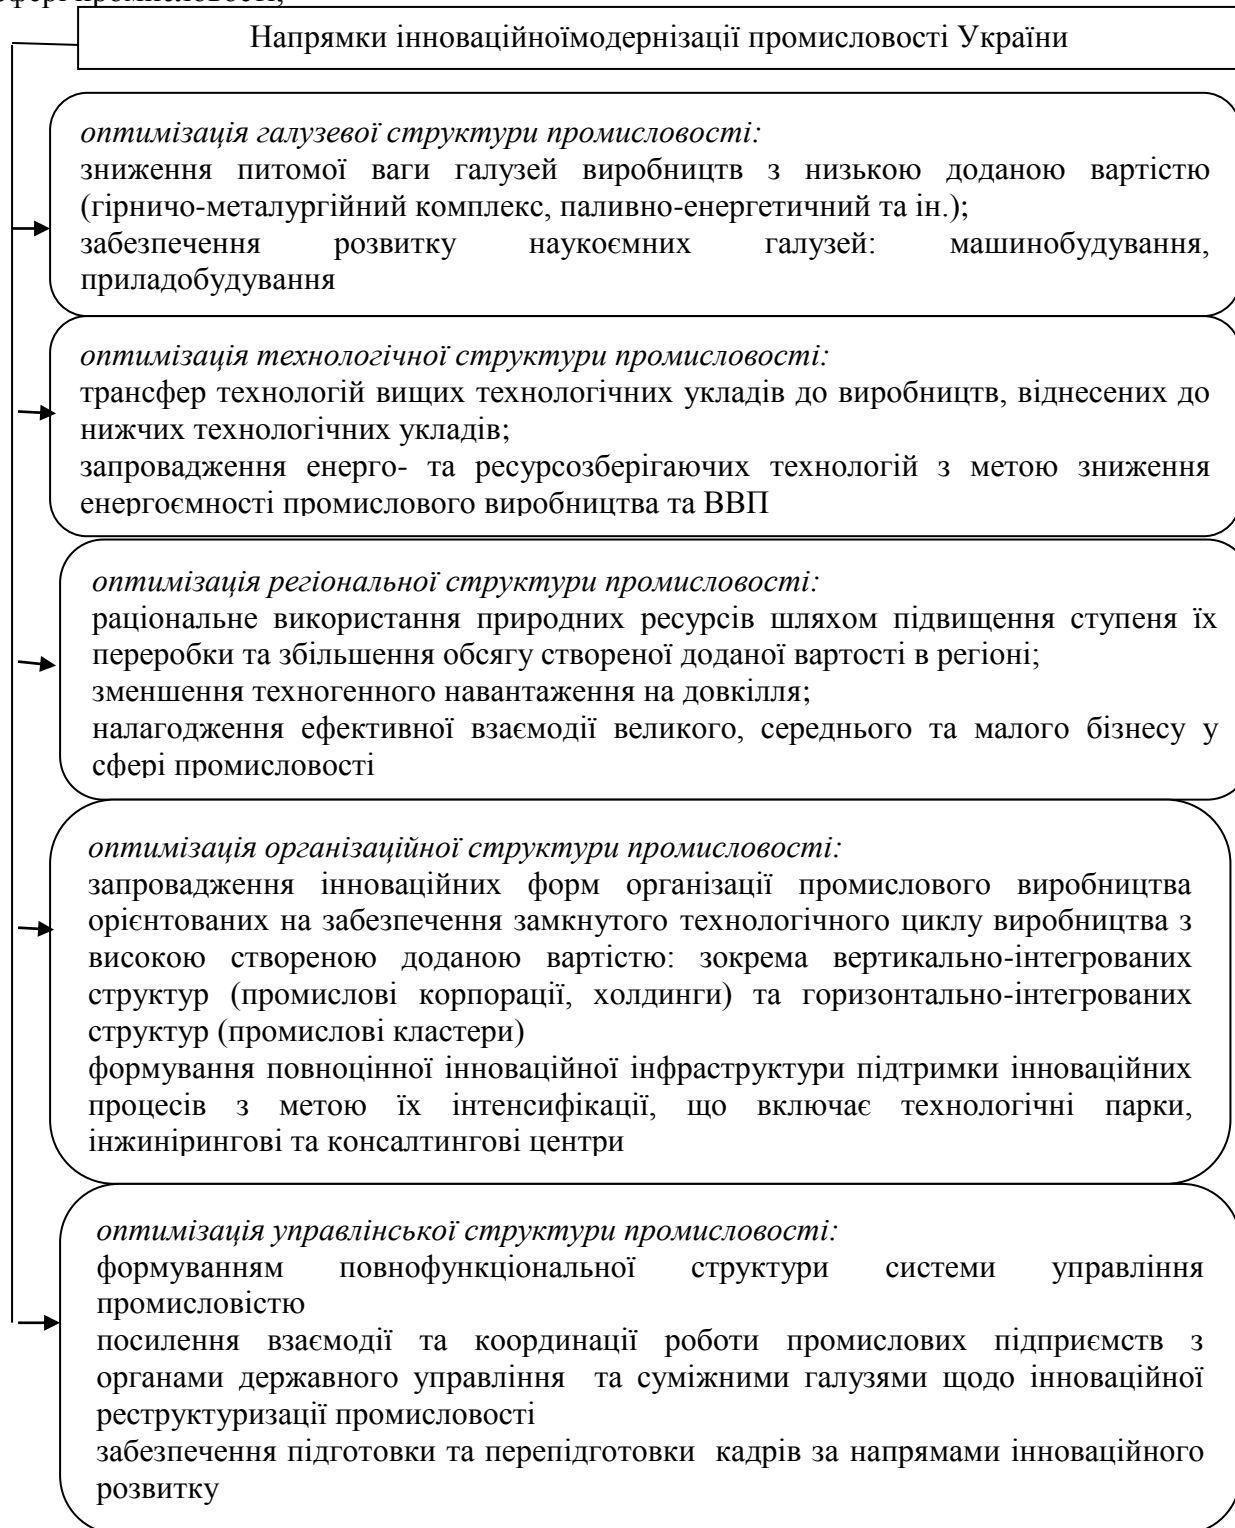 сфері промисловості;
Напрямки інноваційноїмодернізації промисловості України
оптимізація галузевої структури промисловості:
зниження питомої ваги галузей виробництв з низькою доданою вартістю
(гірничо-металургійний комплекс, паливно-енергетичний та ін.);
забезпечення розвитку наукоємних галузей: машинобудування,
приладобудування
оптимізація технологічної структури промисловості:
трансфер технологій вищих технологічних укладів до виробництв, віднесених до
нижчих технологічних укладів;
запровадження енерго- та ресурсозберігаючих технологій з метою зниження
енергоємності промислового виробництва та ВВП
оптимізація регіональної структури промисловості:
раціональне використання природних ресурсів шляхом підвищення ступеня їх
переробки та збільшення обсягу створеної доданої вартості в регіоні;
зменшення техногенного навантаження на довкілля;
налагодження ефективної взаємодії великого, середнього та малого бізнесу у
сфері промисловості
оптимізація організаційної структури промисловості:
запровадження інноваційних форм організації промислового виробництва
орієнтованих на забезпечення замкнутого технологічного циклу виробництва з
високою створеною доданою вартістю: зокрема вертикально-інтегрованих
структур (промислові корпорації, холдинги) та горизонтально-інтегрованих
структур (промислові кластери)
формування повноцінної інноваційної інфраструктури підтримки інноваційних
процесів з метою їх інтенсифікації, що включає технологічні парки,
інжинірингові та консалтингові центри
оптимізація управлінської структури промисловості:
формуванням повнофункціональної структури системи управління
промисловістю
посилення взаємодії та координації роботи промислових підприємств з
органами державного управління та суміжними галузями щодо інноваційної
реструктуризації промисловості
забезпечення підготовки та перепідготовки кадрів за напрямами інноваційного
розвитку